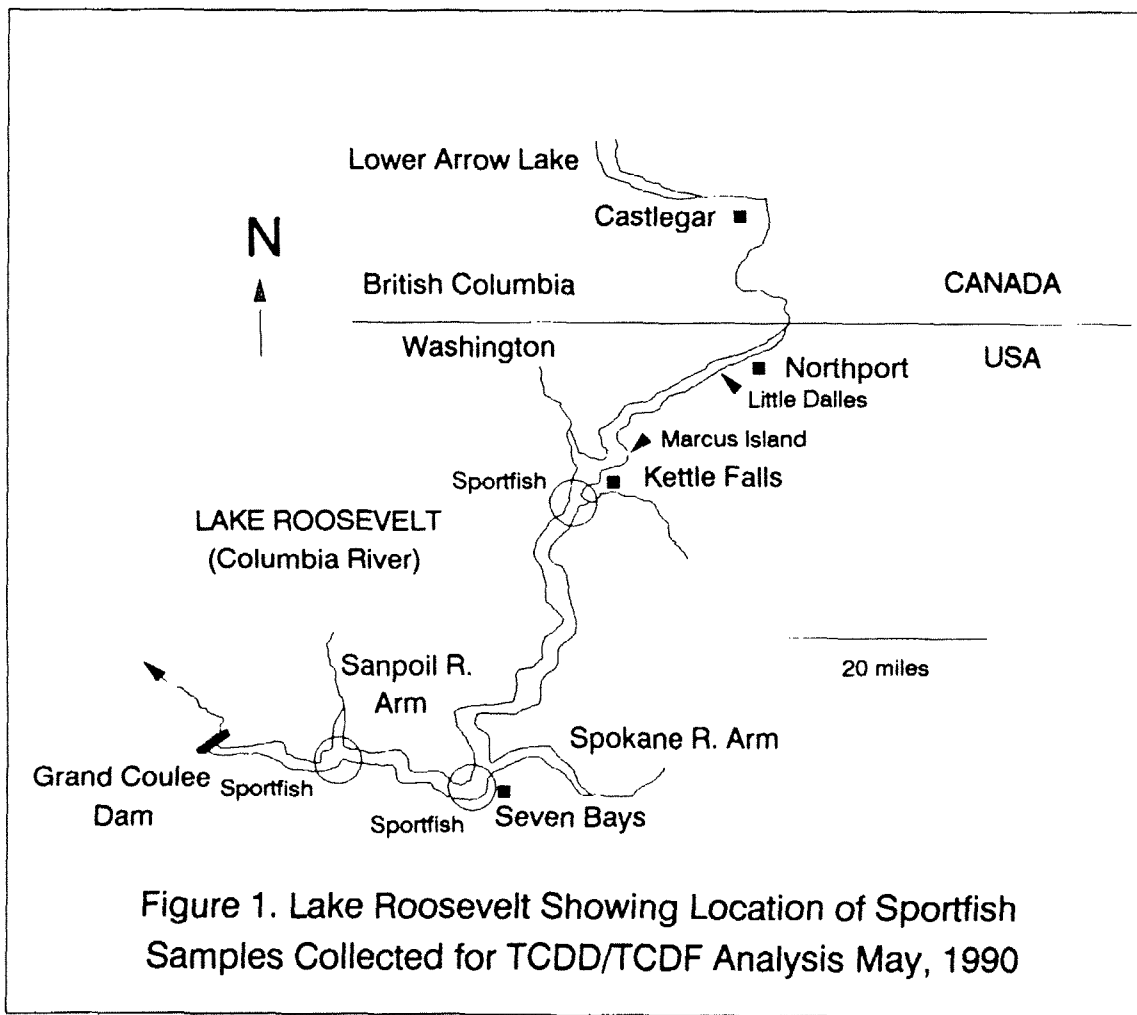 Lower Arrow Lake
Castlegar
N
British Columbia
CANADA
Washington
USA
Northport
Little Dalles
Marcus Island
Sportfish
Kettle Falls
LAKE ROOSEVELT
(Columbia River)
20 miles
Sanpoil R.
Arm
Spokane R. Arm
Grand Coulee
Dam
Sportfish
Sportfish
Seven Bays
Figure 1. Lake Roosevelt Showing Location of Sportfish
Samples Collected for TCDD/TCDF Analysis May, 1990